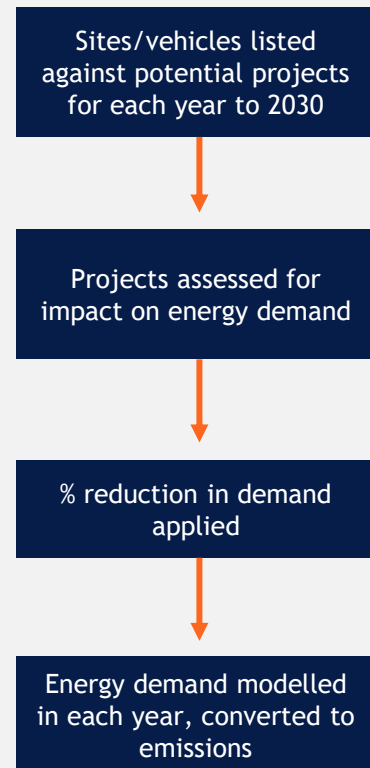 Sites/vehicles listed
against potential projects
for each year to 2030
Projects assessed for
impact on energy demand
% reduction in demand
applied
Energy demand modelled
in each year, converted to
emissions